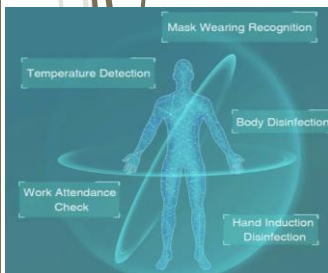 Mask Wearing Recognition
Temperature Detection
Body Disinfection
Work Attendance
Check
Hand Induction
Disinfection